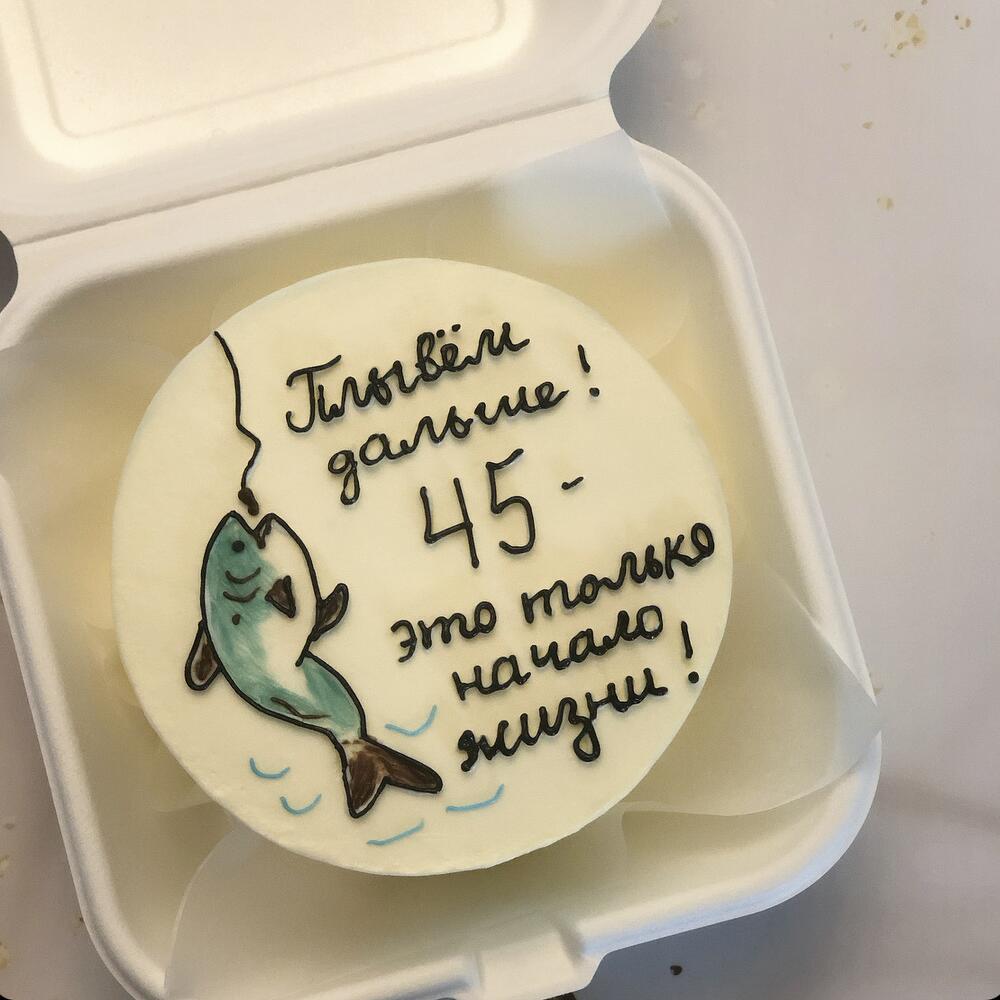 Плывём
дальше!
45-
это только
начало
жизни!